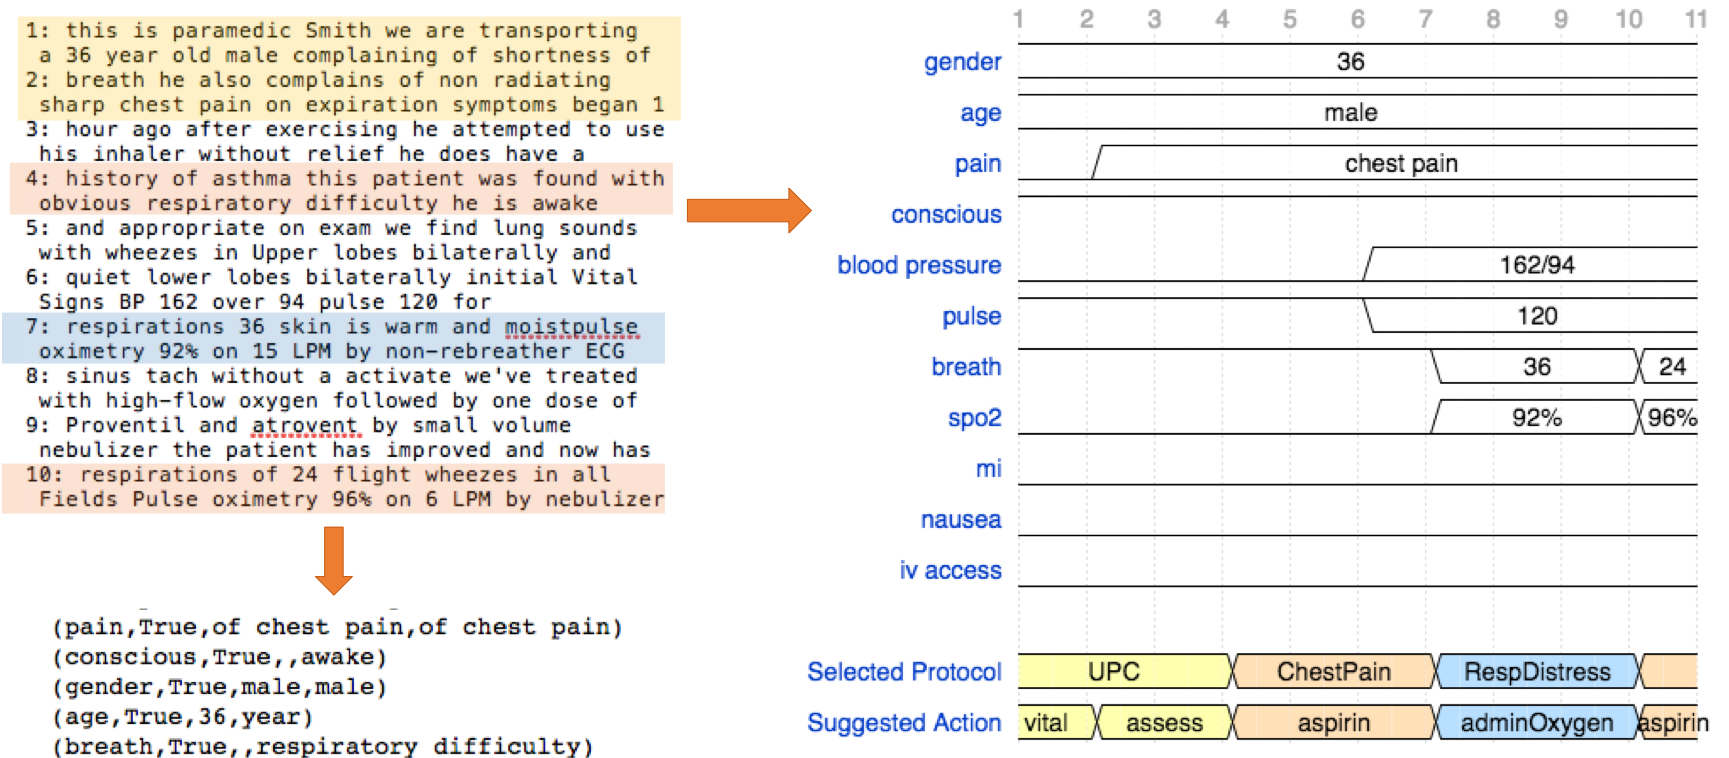 1: this is paramedic Smith we are transporting
a 36 year old male complaining of shortness of
2: breath he also complains of non radiating
sharp chest pain on expiration symptoms began 1
3: hour ago after exercising he attempted to use
his inhaler without relief he does have a
4: history of asthma this patient was found with
obvious respiratory difficulty he is awake
5: and appropriate on exam we find lung sounds
with wheezes in Upper lobes bilaterally and
6: quiet lower lobes bilaterally initial Vital
Signs BP 162 over 94 pulse 120 for
7: respirations 36 skin is warm and moistpulse
oximetry 92% on 15 LPM by non-rebreather ECG
8: sinus tach without a activate we've treated
with high-flow oxygen followed by one dose of
9: Proventil and atrovent by small volume
nebulizer the patient has improved and now has
10: respirations of 24 flight wheezes in all
Fields Pulse oximetry 96% on 6 LPM by nebulizer
(pain,True,of chest pain,of chest pain)
(conscious,True,,awake)
(gender,True,male,male)
(age,True,36,year)
(breath,True,,respiratory difficulty)
1 2 3 4 5 6 7 8 9 10 11
gender 36
age male
pain chest pain
conscious
blood pressure 162/94
pulse 120
breath 36 24
spo2 92% 96%
mi
nausea
iv access
Selected Protocol UPC ChestPain RespDistress
Suggested Action vital assess aspirin adminOxygen aspirin